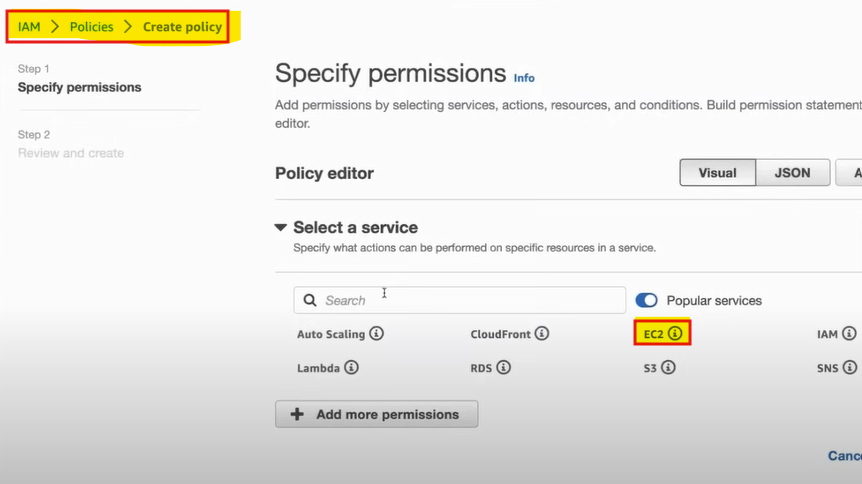 IAM > Policies > Create policy
Step 1
Specify permissions
Step 2
Review and create
Specify permissions Info
Add permissions by selecting services, actions, resources, and conditions. Build permission statement
editor.
Policy editor
Visual JSON A
Select a service
Specify what actions can be performed on specific resources in a service.
Search
Popular services
Auto Scaling CloudFront EC2 IAM
Lambda RDS S3 SNS
+ Add more permissions
Cance